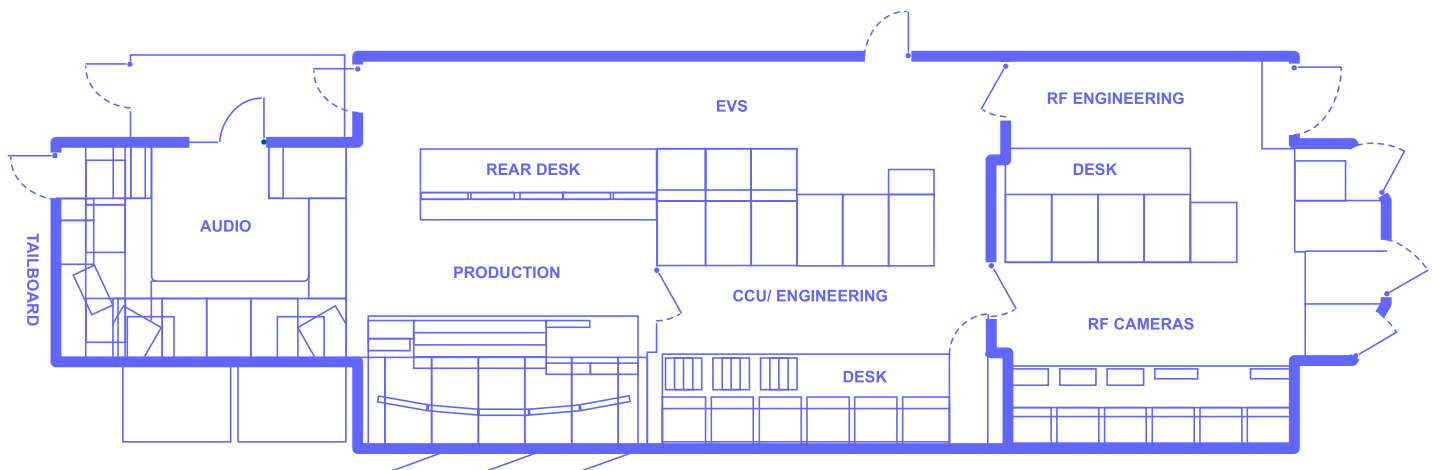 EVS
RF ENGINEERING
REAR DESK
DESK
AUDIO
TAILBOARD
PRODUCTION
CCU/ ENGINEERING
RF CAMERAS
DESK